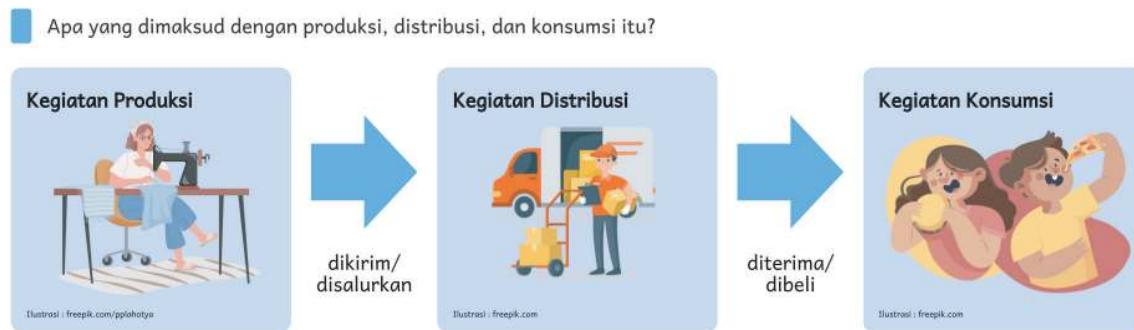 Apa yang dimaksud dengan produksi, distribusi, dan konsumsi itu?
Kegiatan Produksi
Ilustrasi : freepik.com/pplahotya
dikirim/
disalurkan
Kegiatan Distribusi
Ilustrasi : freepik.com
diterima/
dibeli
Kegiatan Konsumsi
Ilustrasi : freepik.com